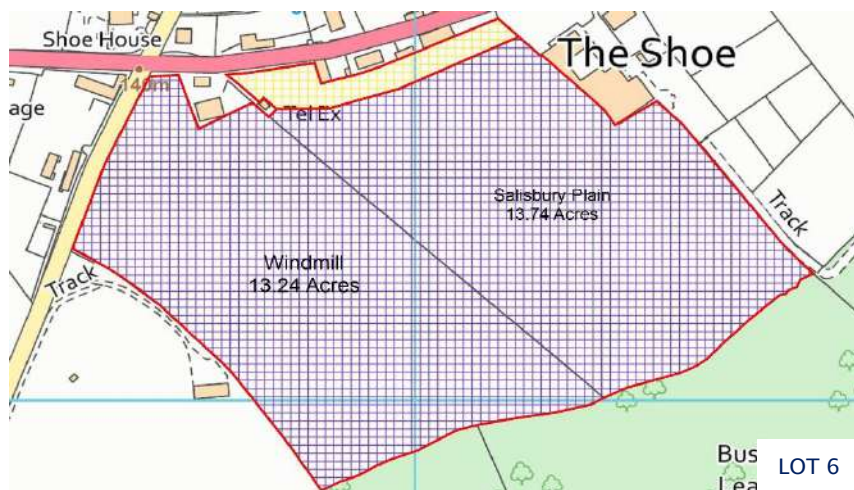 Shoe House
The Shoe
140m
age
Tel Ex
Salisbury Plain
13.74 Acres
Track
Windmill
13.24 Acres
Track
Bus
Lea
LOT 6